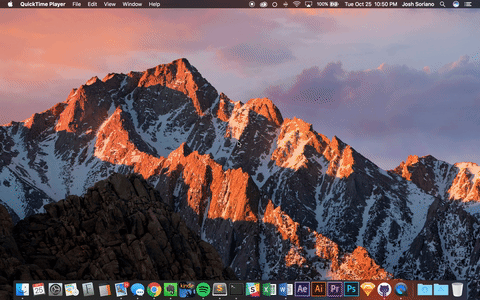 QuickTime Player File Edit View Window Help 100% Tue Oct 25 10:50 PM Josh Soriano
kindle Ae Ai Pr Ps